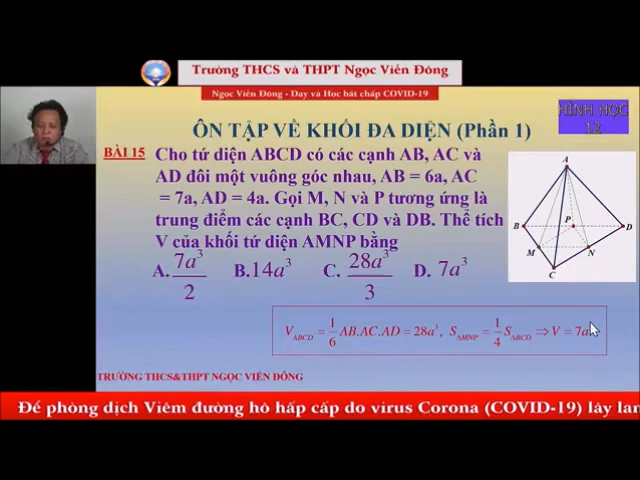 Trường THCS và THPT Ngọc Viễn Đông
Ngọc Viễn Đông - Dạy và Học bất chấp COVID-19
HÌNH HỌC
12
ÔN TẬP VỀ KHỐI ĐA DIỆN (Phần 1)
BÀI 15 Cho tứ diện ABCD có các cạnh AB, AC và
AD đôi một vuông góc nhau, AB = 6a, AC
= 7a, AD = 4a. Gọi M, N và P tương ứng là
trung điểm các cạnh BC, CD và DB. Thể tích
V của khối tứ diện AMNP bằng
A. 7a³/2 B. 14a³ C. 28a³/3 D. 7a³
A
B
P
D
M
N
C
V_ABCD = 1/6 AB.AC.AD = 28a³, S_ΔMNP = 1/4 S_ΔBCD ⇒ V = 7a
TRƯỜNG THCS&THPT NGỌC VIỄN ĐÔNG
Để phòng dịch Viêm đường hô hấp cấp do virus Corona (COVID-19) lây lan